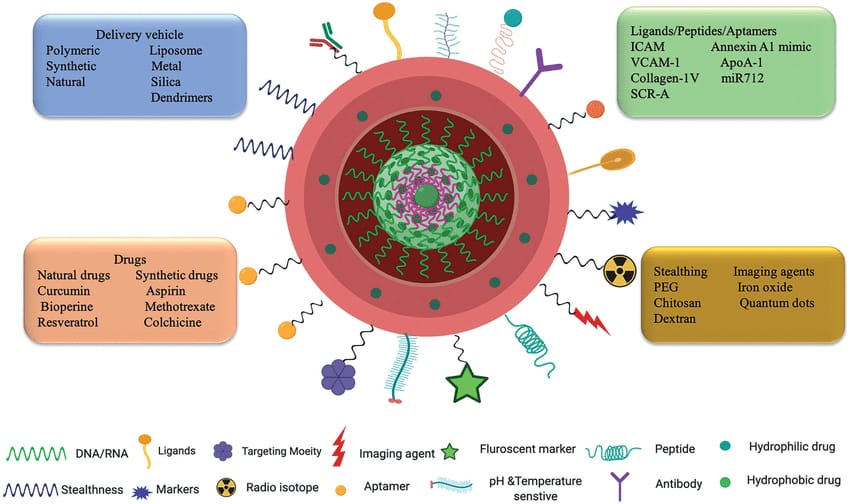 Delivery vehicle
Polymeric Liposome
Synthetic Metal
Natural Silica
Dendrimers
Ligands/Peptides/Aptamers
ICAM Annexin A1 mimic
VCAM-1 ApoA-1
Collagen-1V miR712
SCR-A
Drugs
Natural drugs Synthetic drugs
Curcumin Aspirin
Bioperine Methotrexate
Resveratrol Colchicine
Stealthing Imaging agents
PEG Iron oxide
Chitosan Quantum dots
Dextran
DNA/RNA
Ligands
Targeting Moeity
Imaging agent
Fluroscent marker
Peptide
Hydrophilic drug
Stealthness
Markers
Radio isotope
Aptamer
pH &Temperature
senstive
Antibody
Hydrophobic drug